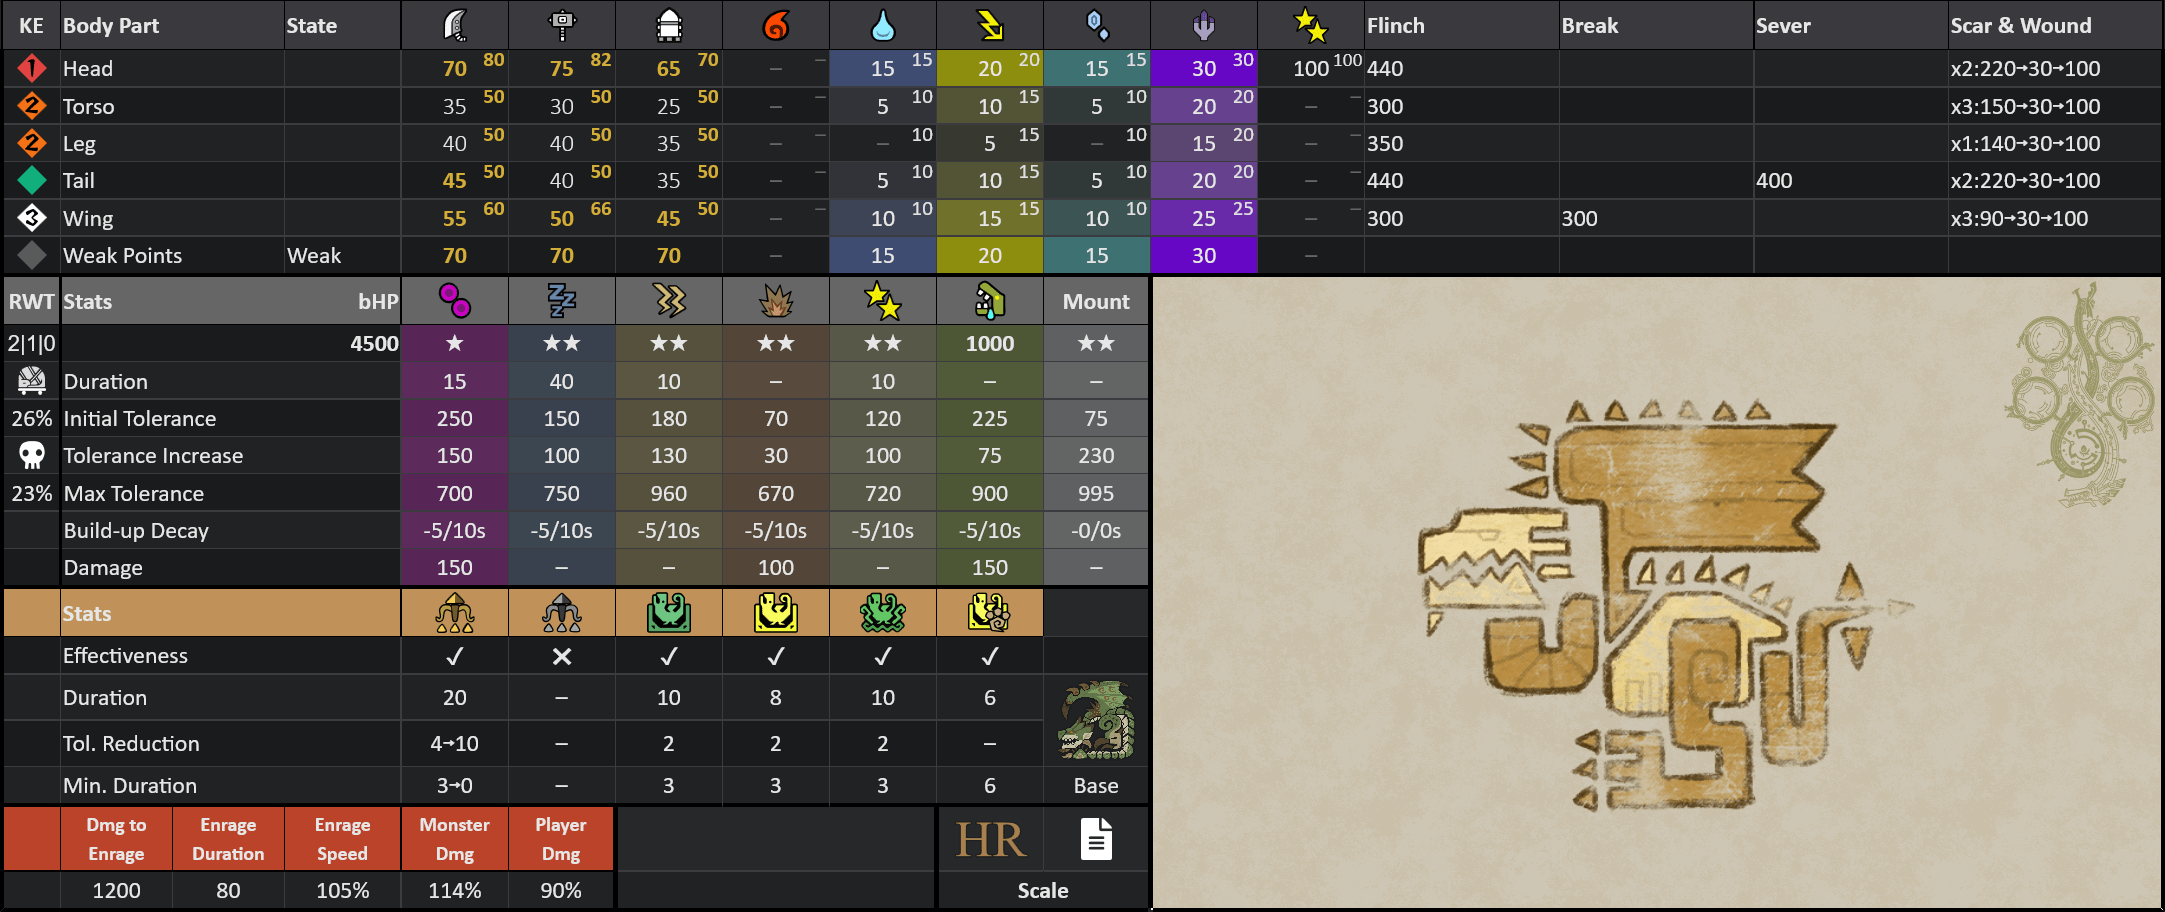 KE Body Part State Flinch Break Sever Scar & Wound
1 Head 70 80 75 82 65 70 – – 15 15 20 20 15 15 30 30 100 100 440 x2:220→30→100
2 Torso 35 50 30 50 25 50 – – 5 10 10 15 5 10 20 20 – – 300 x3:150→30→100
2 Leg 40 50 40 50 35 50 – – – 10 5 15 – 10 15 20 – – 350 x1:140→30→100
Tail 45 50 40 50 35 50 – – 5 10 10 15 5 10 20 20 – – 440 400 x2:220→30→100
3 Wing 55 60 50 66 45 50 – – 10 10 15 15 10 10 25 25 – – 300 300 x3:90→30→100
Weak Points Weak 70 70 70 – 15 20 15 30 –
RWT Stats bHP Mount
2|1|0 4500 ★ ★★ ★★ ★★ ★★ 1000 ★★
Duration 15 40 10 – 10 – –
26% Initial Tolerance 250 150 180 70 120 225 75
Tolerance Increase 150 100 130 30 100 75 230
23% Max Tolerance 700 750 960 670 720 900 995
Build-up Decay -5/10s -5/10s -5/10s -5/10s -5/10s -5/10s -0/0s
Damage 150 – – 100 – 150 –
Stats
Effectiveness ✓ ✕ ✓ ✓ ✓ ✓
Duration 20 – 10 8 10 6
Tol. Reduction 4→10 – 2 2 2 –
Min. Duration 3→0 – 3 3 3 6 Base
Dmg to Enrage Enrage Duration Enrage Speed Monster Dmg Player Dmg HR
1200 80 105% 114% 90% Scale